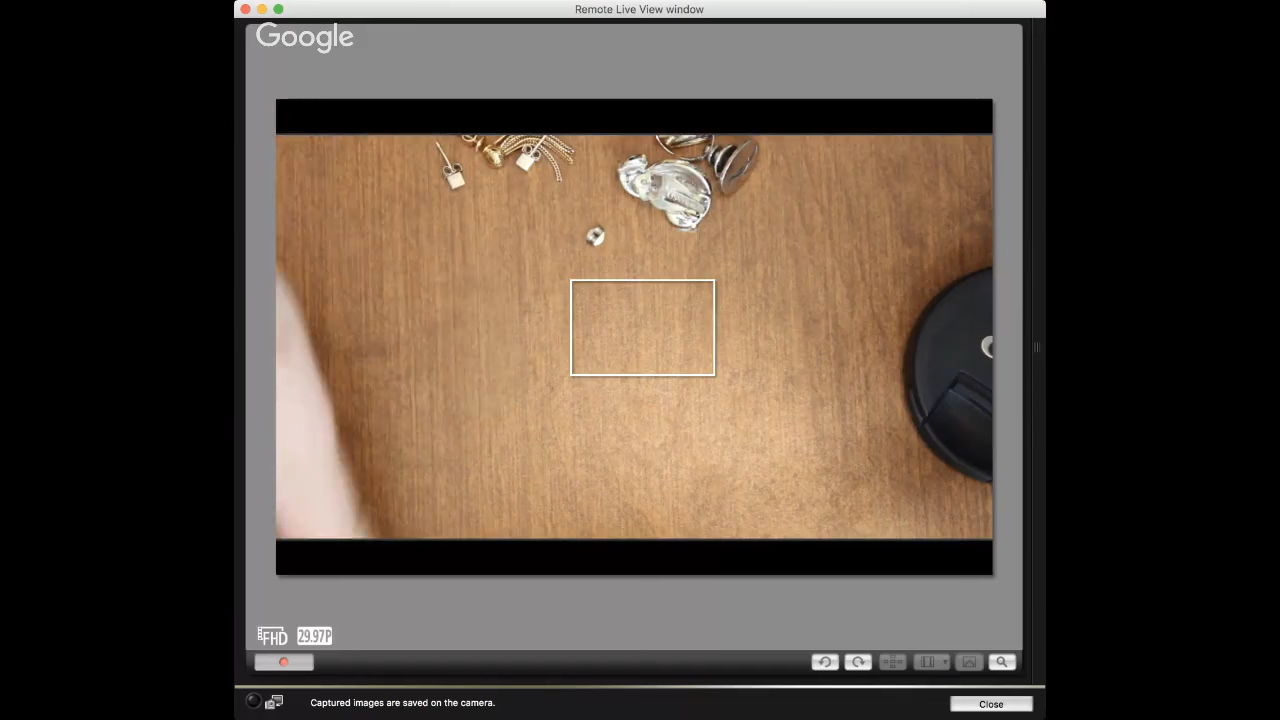 Remote Live View window
Google
FHD 29.97P
Captured images are saved on the camera.
Close